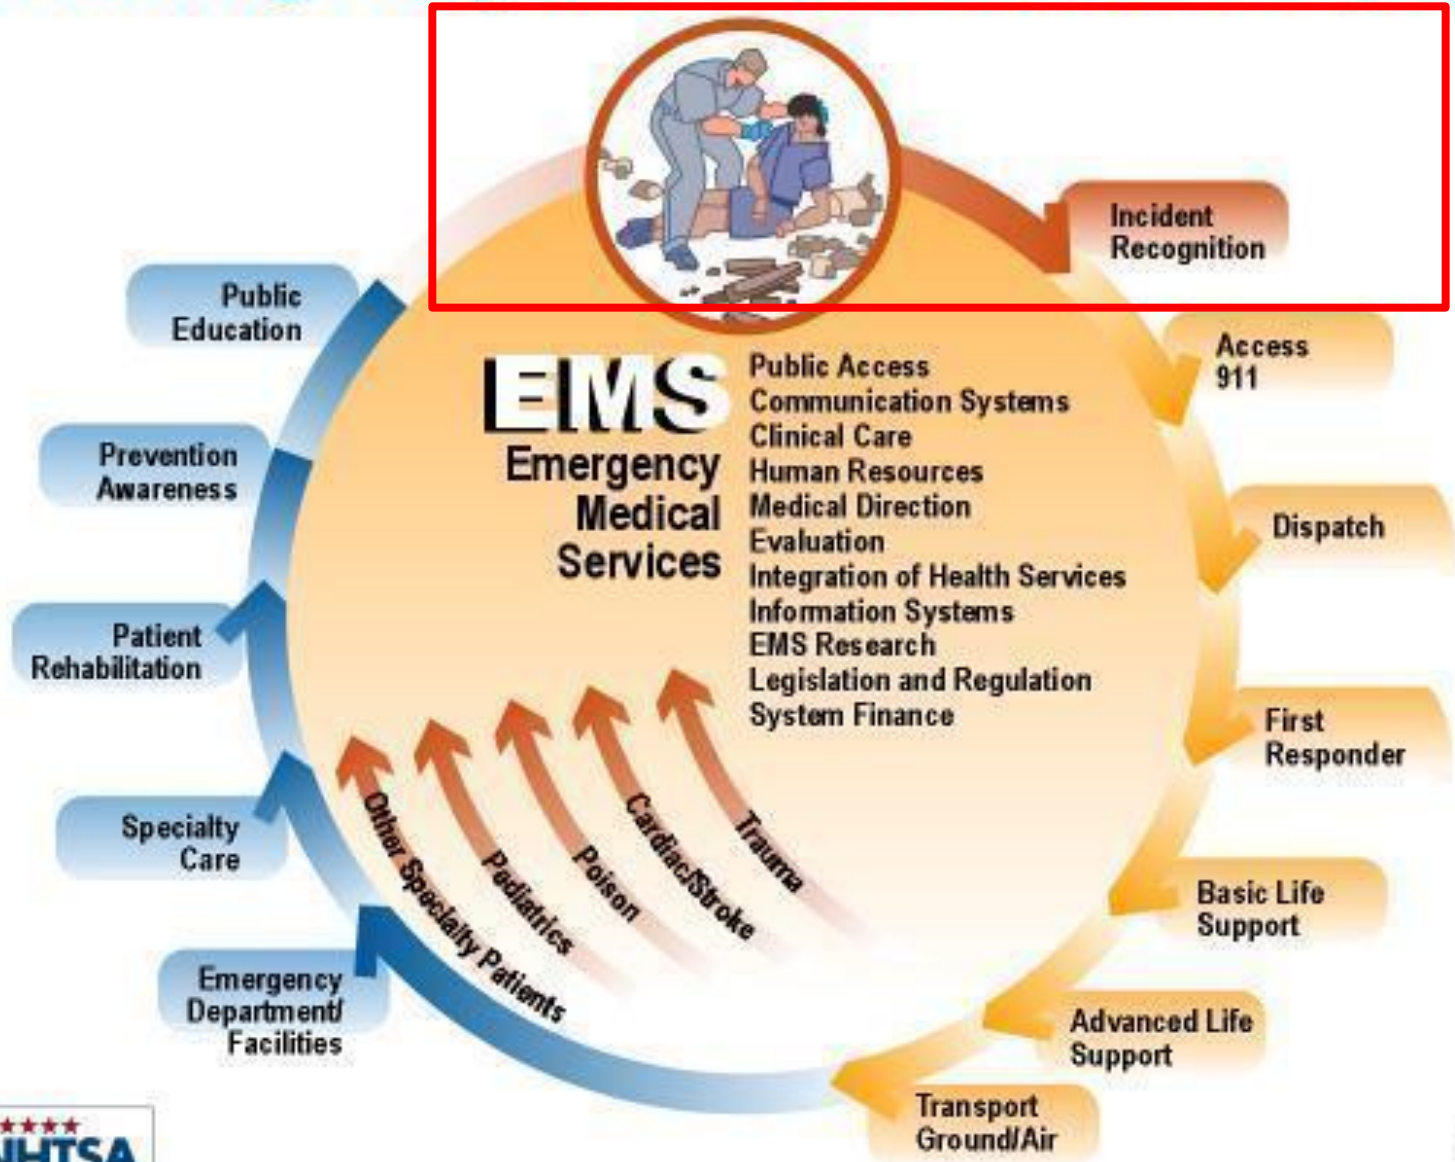 Incident
Recognition
Access
911
Dispatch
First
Responder
Basic Life
Support
Advanced Life
Support
Transport
Ground/Air
Emergency
Department/
Facilities
Specialty
Care
Patient
Rehabilitation
Prevention
Awareness
Public
Education
EMS
Emergency
Medical
Services
Public Access
Communication Systems
Clinical Care
Human Resources
Medical Direction
Evaluation
Integration of Health Services
Information Systems
EMS Research
Legislation and Regulation
System Finance
Other Specialty Patients
Pediatrics
Poison
Cardiac/Stroke
Trauma
NHTSA